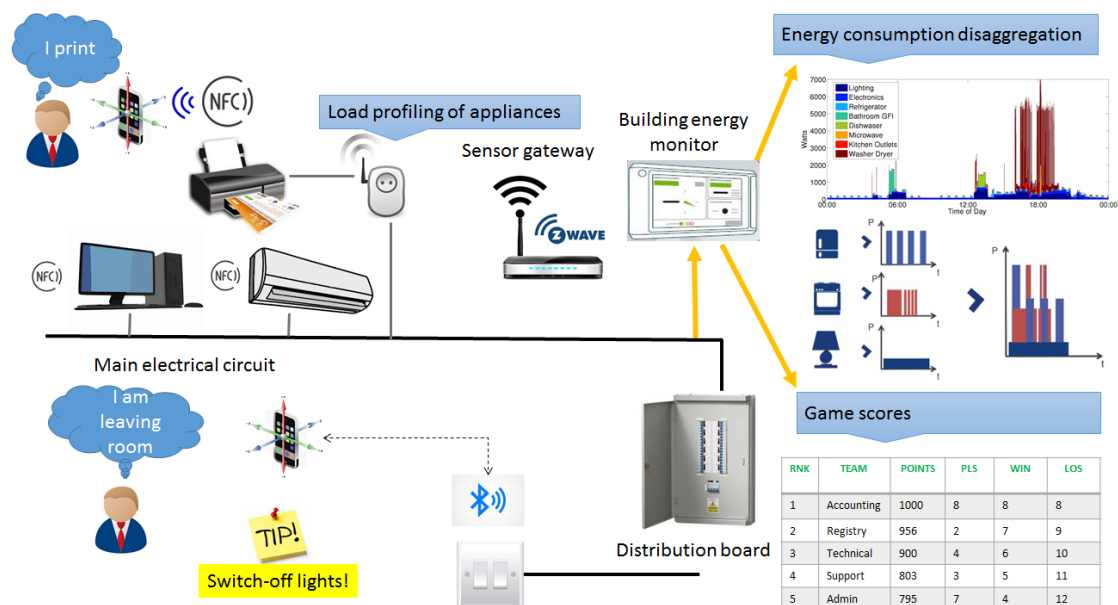 I print
NFC
Load profiling of appliances
Sensor gateway
Building energy
monitor
Energy consumption disaggregation
7000
6000
5000
4000
3000
2000
1000
0
Watts
Lighting
Electronics
Refrigerator
Bathroom GFI
Dishwaser
Microwave
Kitchen Outlets
Washer Dryer
00:00
06:00
12:00
18:00
00:00
Time of Day
Z WAVE
NFC
NFC
P
t
P
t
P
t
P
t
Main electrical circuit
I am
leaving
room
TIP!
Switch-off lights!
Distribution board
Game scores
RNK TEAM POINTS PLS WIN LOS
1 Accounting 1000 8 8 8
2 Registry 956 2 7 9
3 Technical 900 4 6 10
4 Support 803 3 5 11
5 Admin 795 7 4 12